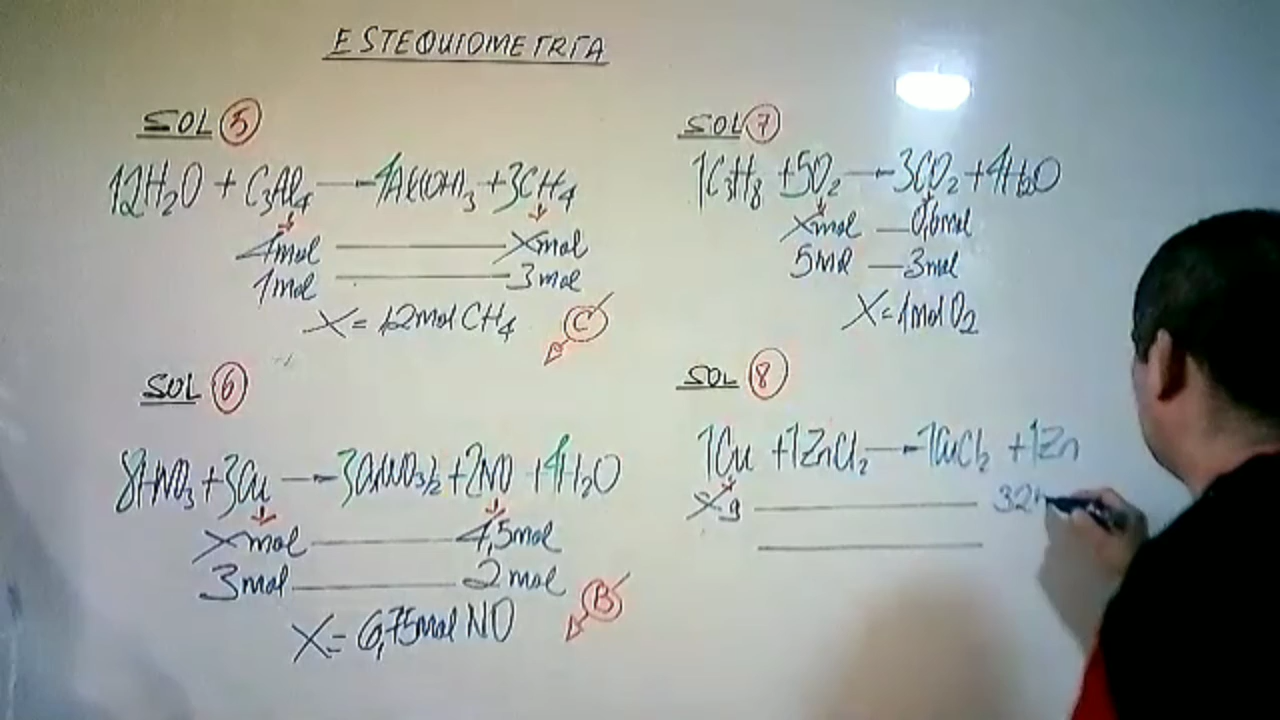 ESTEQUIOMETRÍA
SOL 5
12H₂O + C₃Al₄ → 4Al(OH)₃ + 3CH₄
4mol — Xmol
1mol — 3mol
X = 12mol CH₄
C
SOL 6
8HNO₃ + 3Cu → 3Cu(NO₃)₂ + 2NO + 4H₂O
Xmol — 4,5mol
3mol — 2mol
X = 6,75mol NO
B
SOL 7
1C₃H₈ + 5O₂ → 3CO₂ + 4H₂O
Xmol — 0,6mol
5mol — 3mol
X = 1mol O₂
SOL 8
1Cu + 1ZnCl₂ → 1CuCl₂ + 1Zn
Xg — 32